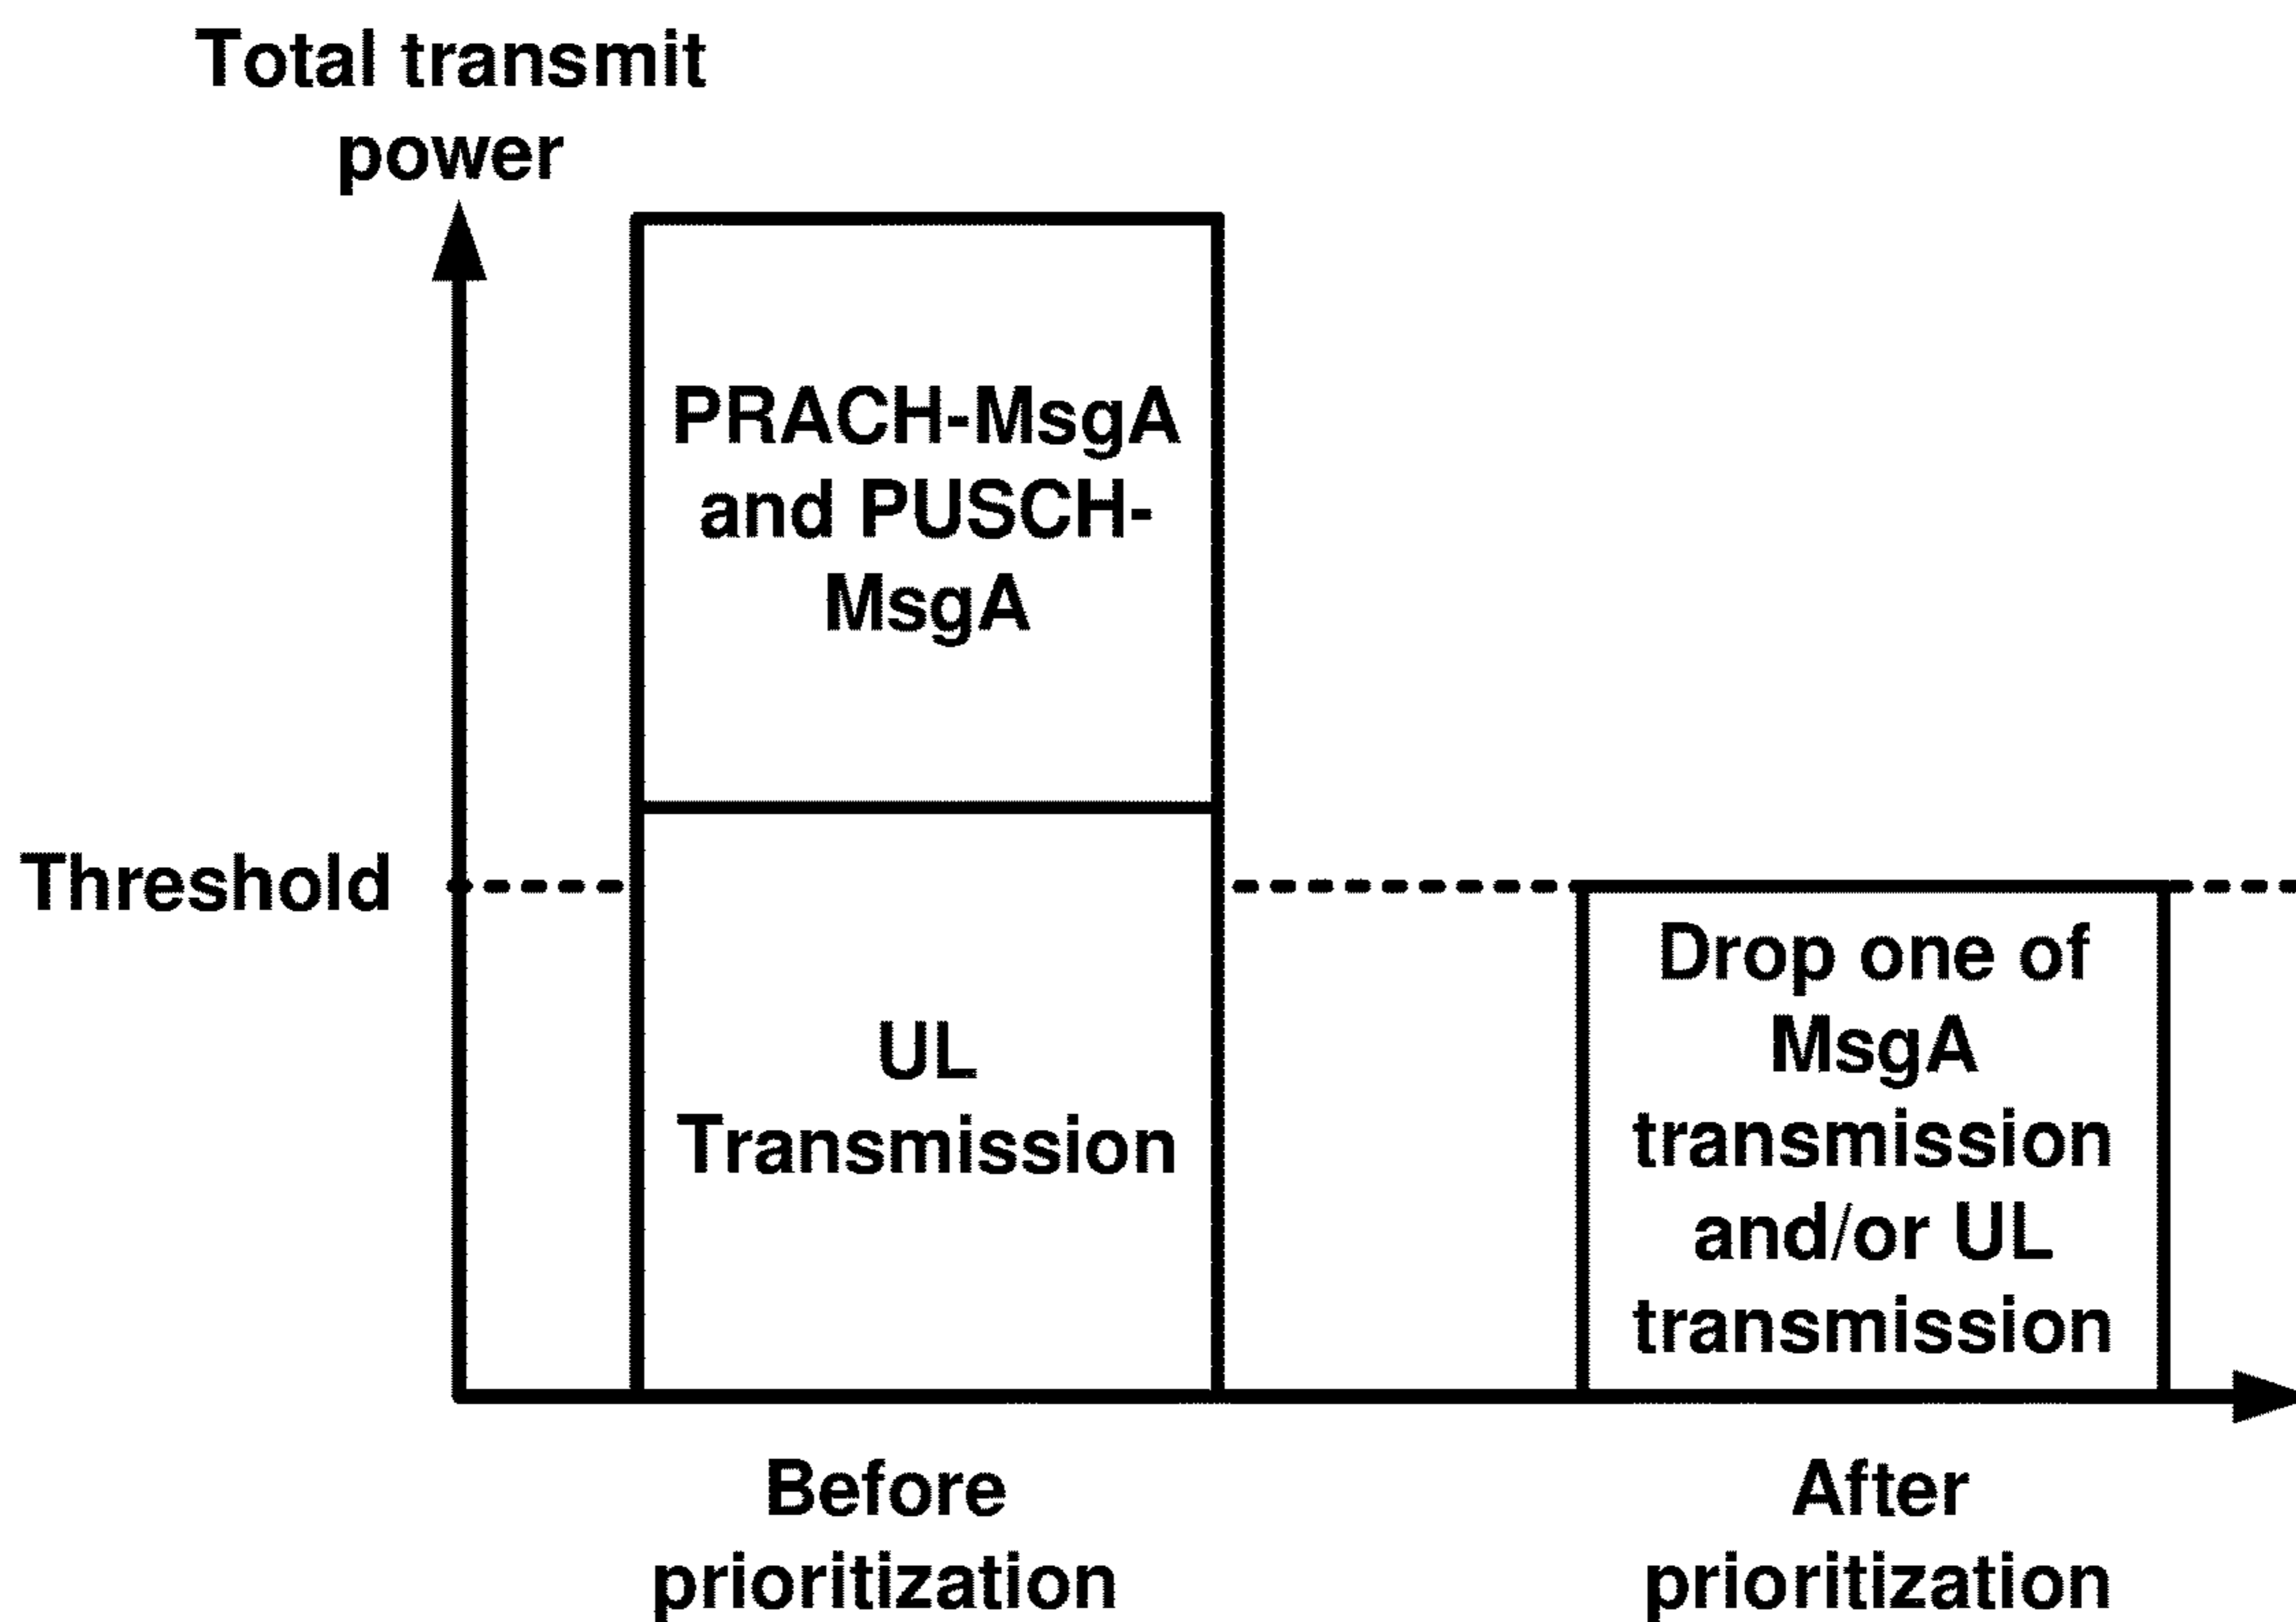 Total transmit
power
PRACH-MsgA
and PUSCH-
MsgA
Threshold
UL
Transmission
Drop one of
MsgA
transmission
and/or UL
transmission
Before
prioritization
After
prioritization